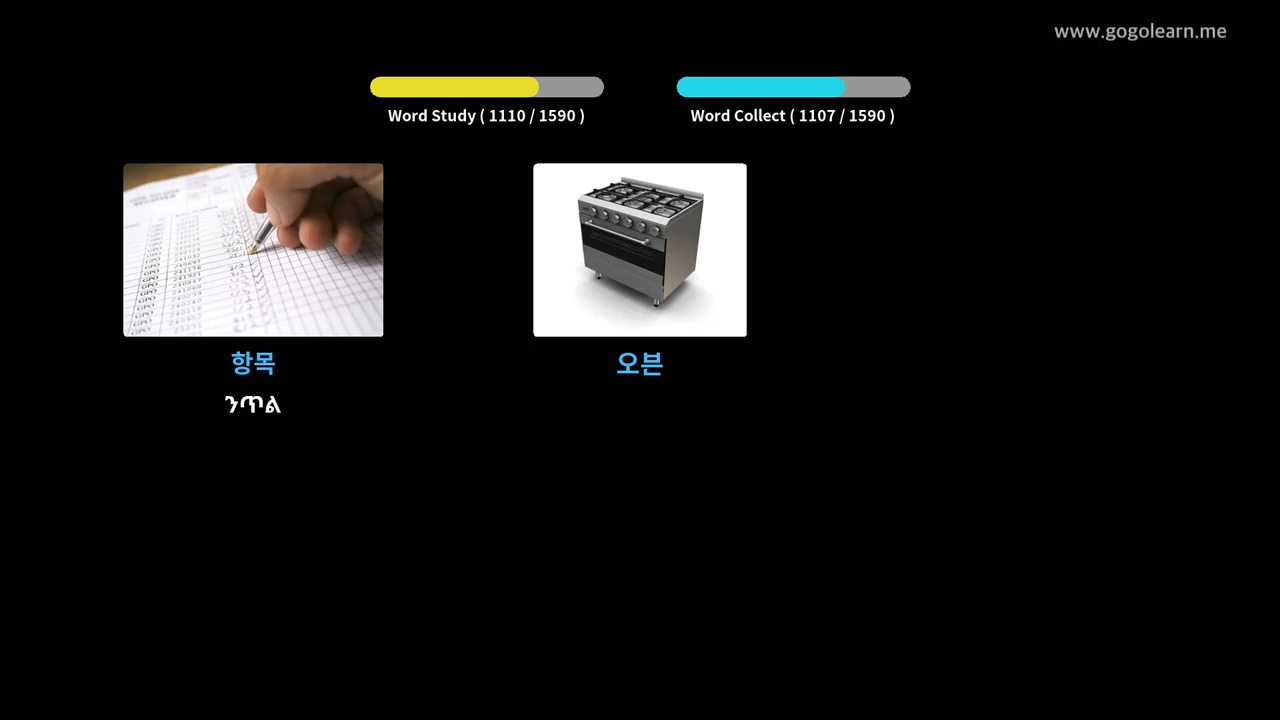 www.gogolearn.me
Word Study ( 1110 / 1590 )
Word Collect ( 1107 / 1590 )
항목
오븐
ንጥል